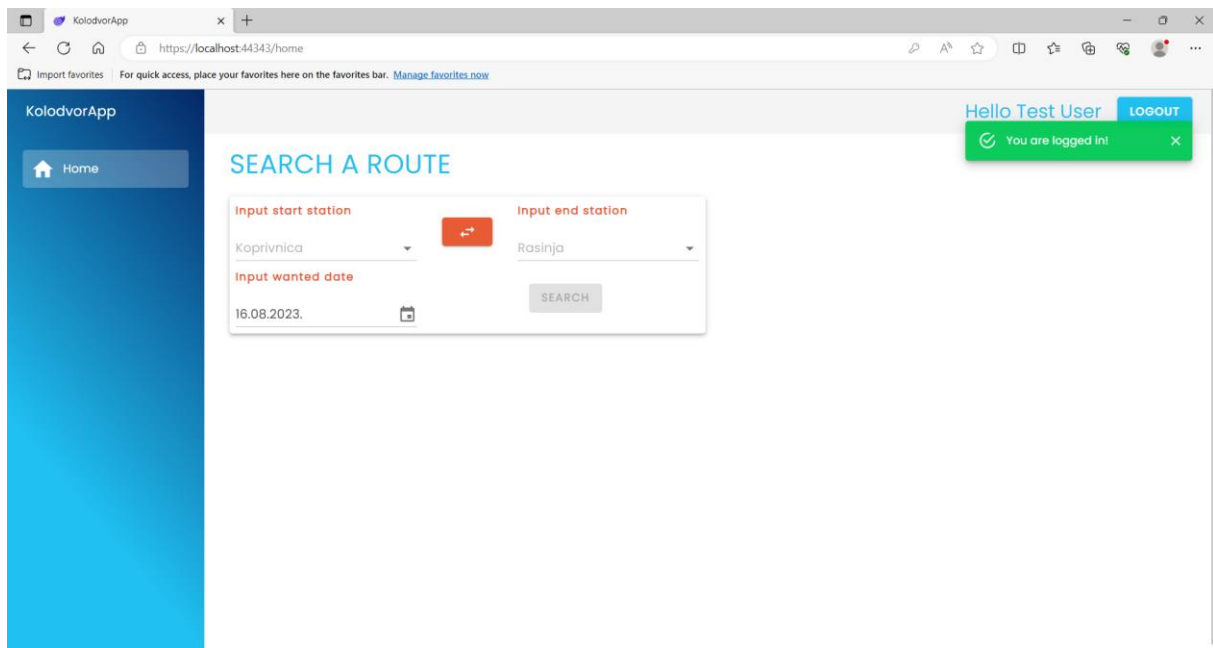 KolodvorApp
https://localhost:44343/home
Import favorites For quick access, place your favorites here on the favorites bar. Manage favorites now
KolodvorApp
Hello Test User LOGOUT
You are logged in!
Home
SEARCH A ROUTE
Input start station Input end station
Koprivnica Rasinja
Input wanted date
SEARCH
16.08.2023.